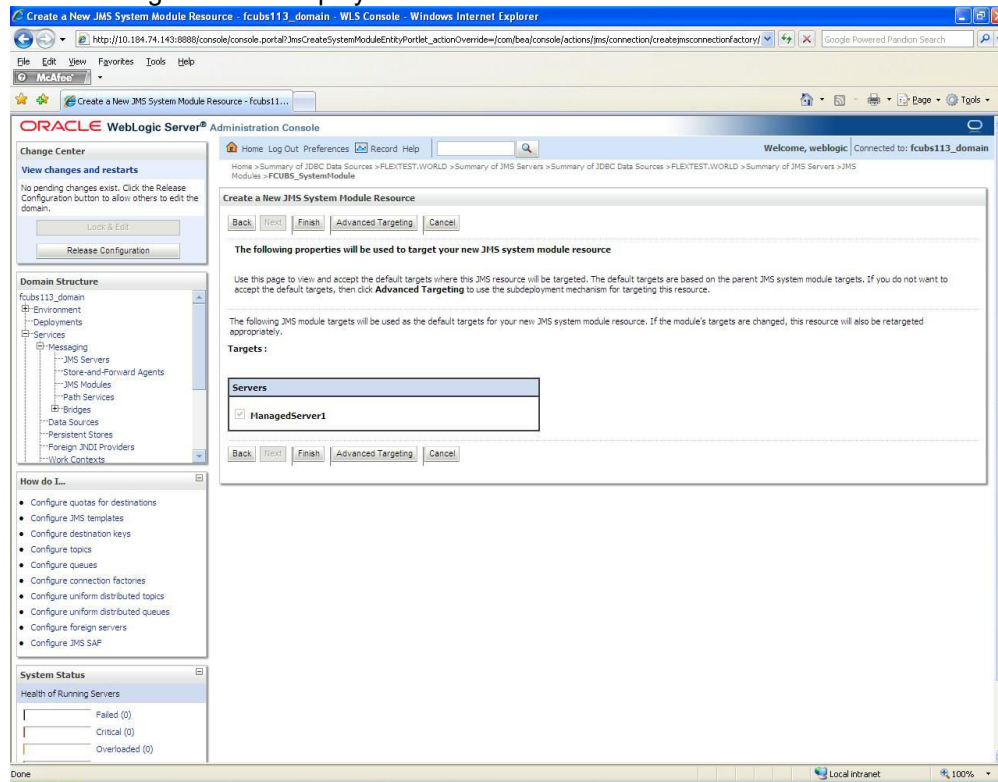 Create a New JMS System Module Resource - fcubs113_domain - WLS Console - Windows Internet Explorer
http://10.184.74.143:8888/console/console.portal?JmsCreateSystemModuleEntityPortlet_actionOverride=/com/bea/console/actions/jms/connection/createjmsconnectionfactory/
Google Powered Pandion Search
File Edit View Favorites Tools Help
McAfee
Create a New JMS System Module Resource - fcubs11...
Page Tools
ORACLE WebLogic Server® Administration Console
Change Center
View changes and restarts
No pending changes exist. Click the Release
Configuration button to allow others to edit the
domain.
Lock & Edit
Release Configuration
Domain Structure
fcubs113_domain
Environment
Deployments
Services
Messaging
JMS Servers
Store-and-Forward Agents
JMS Modules
Path Services
Bridges
Data Sources
Persistent Stores
Foreign JNDI Providers
Work Contexts
How do I...
Configure quotas for destinations
Configure JMS templates
Configure destination keys
Configure topics
Configure queues
Configure connection factories
Configure uniform distributed topics
Configure uniform distributed queues
Configure foreign servers
Configure JMS SAF
System Status
Health of Running Servers
Failed (0)
Critical (0)
Overloaded (0)
Home Log Out Preferences Record Help
Welcome, weblogic Connected to: fcubs113_domain
Home >Summary of JDBC Data Sources >FLEXTEST.WORLD >Summary of JMS Servers >Summary of JDBC Data Sources >FLEXTEST.WORLD >Summary of JMS Servers >JMS
Modules >FCUBS_SystemModule
Create a New JMS System Module Resource
Back Next Finish Advanced Targeting Cancel
The following properties will be used to target your new JMS system module resource
Use this page to view and accept the default targets where this JMS resource will be targeted. The default targets are based on the parent JMS system module targets. If you do not want to
accept the default targets, then click Advanced Targeting to use the subdeployment mechanism for targeting this resource.
The following JMS module targets will be used as the default targets for your new JMS system module resource. If the module's targets are changed, this resource will also be retargeted
appropriately.
Targets :
Servers
ManagedServer1
Back Next Finish Advanced Targeting Cancel
Done
Local intranet
100%